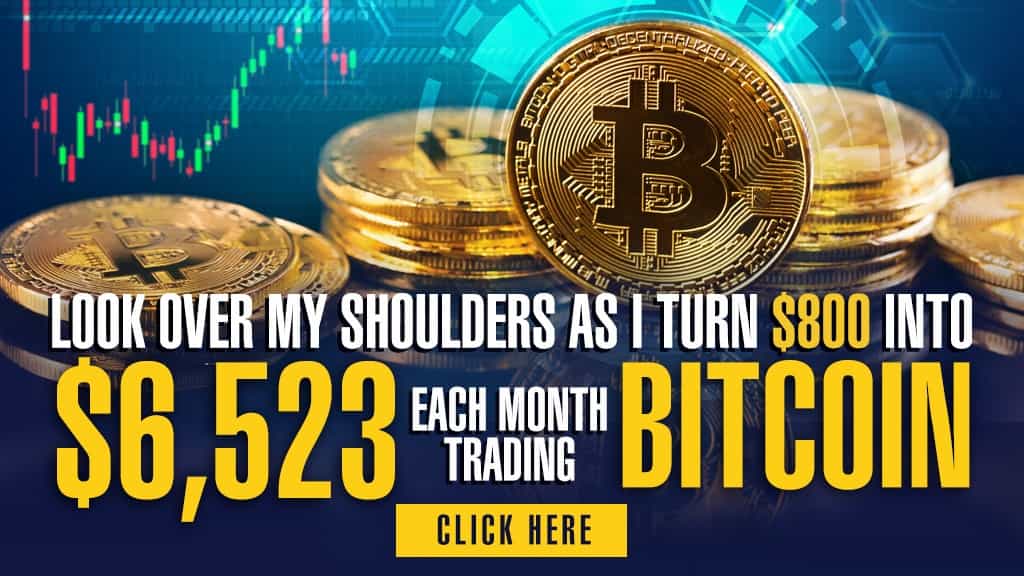 BITCOIN • DIGITAL • DECENTRALIZED • PEER TO PEER
LOOK OVER MY SHOULDERS AS I TURN $800 INTO
$6,523 EACH MONTH
TRADING BITCOIN
CLICK HERE